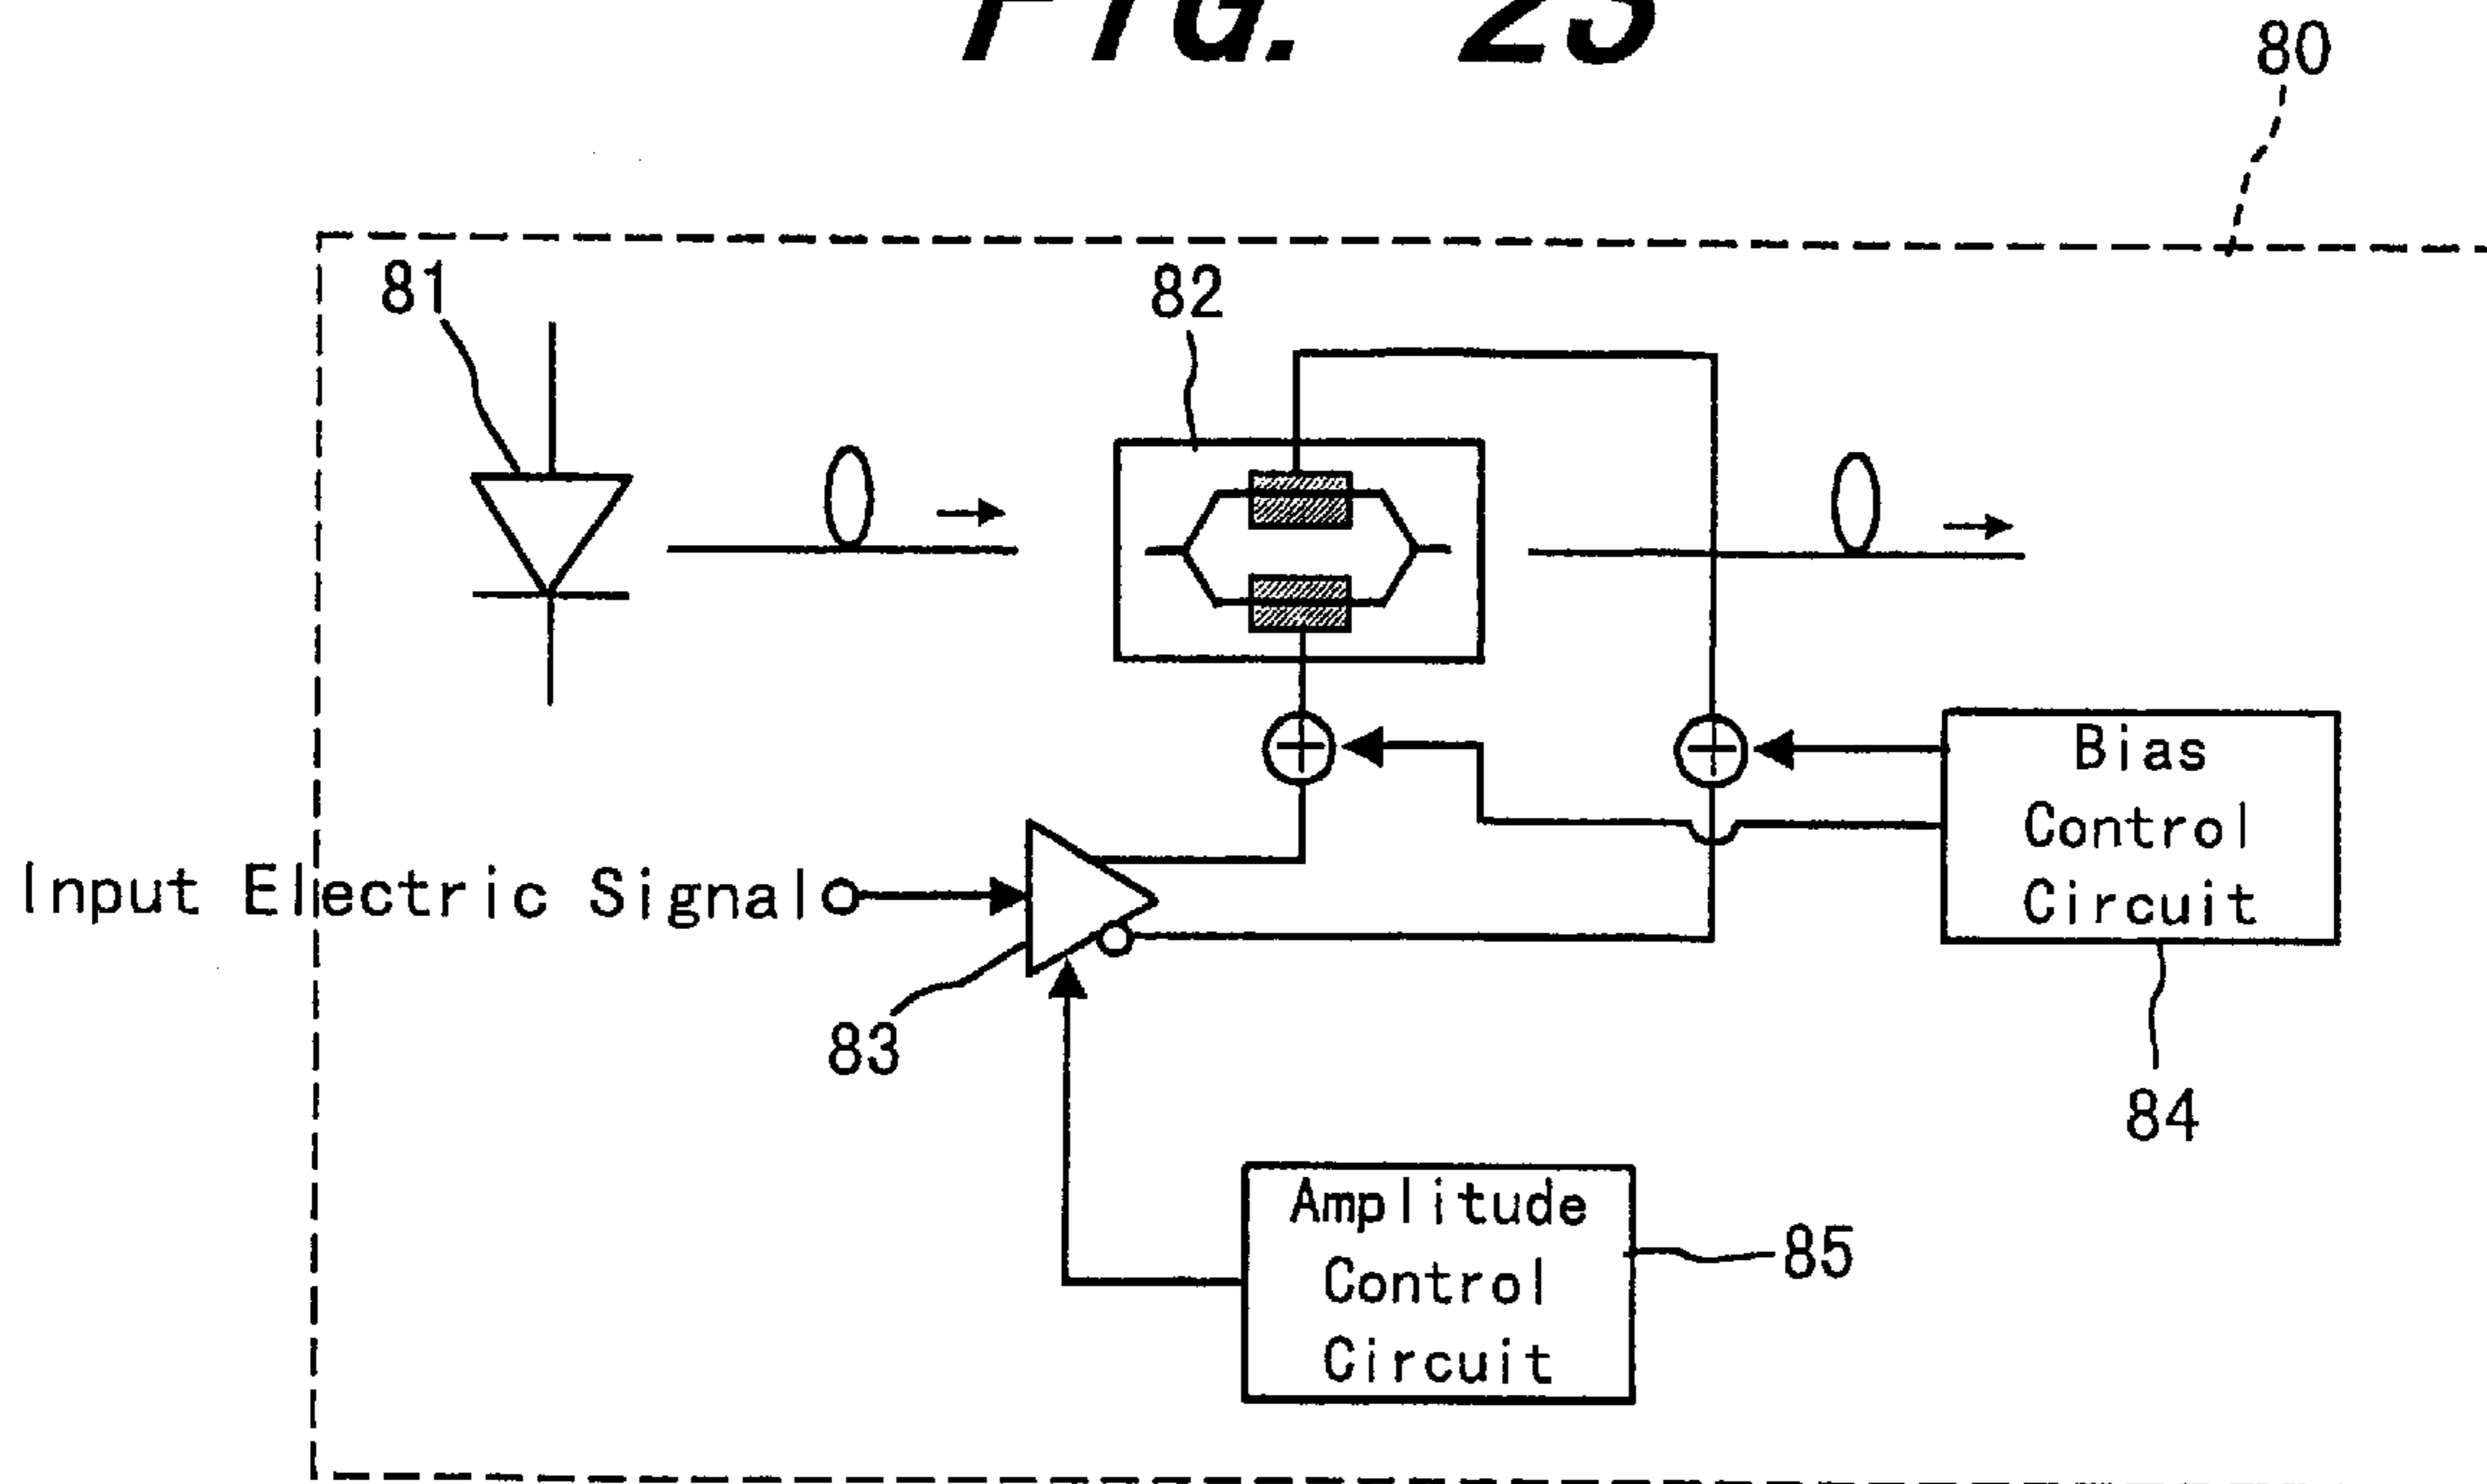 FIG. 23
80
81
82
Bias
Control
Circuit
Input Electric Signal
83
84
Amplitude
Control
Circuit
85